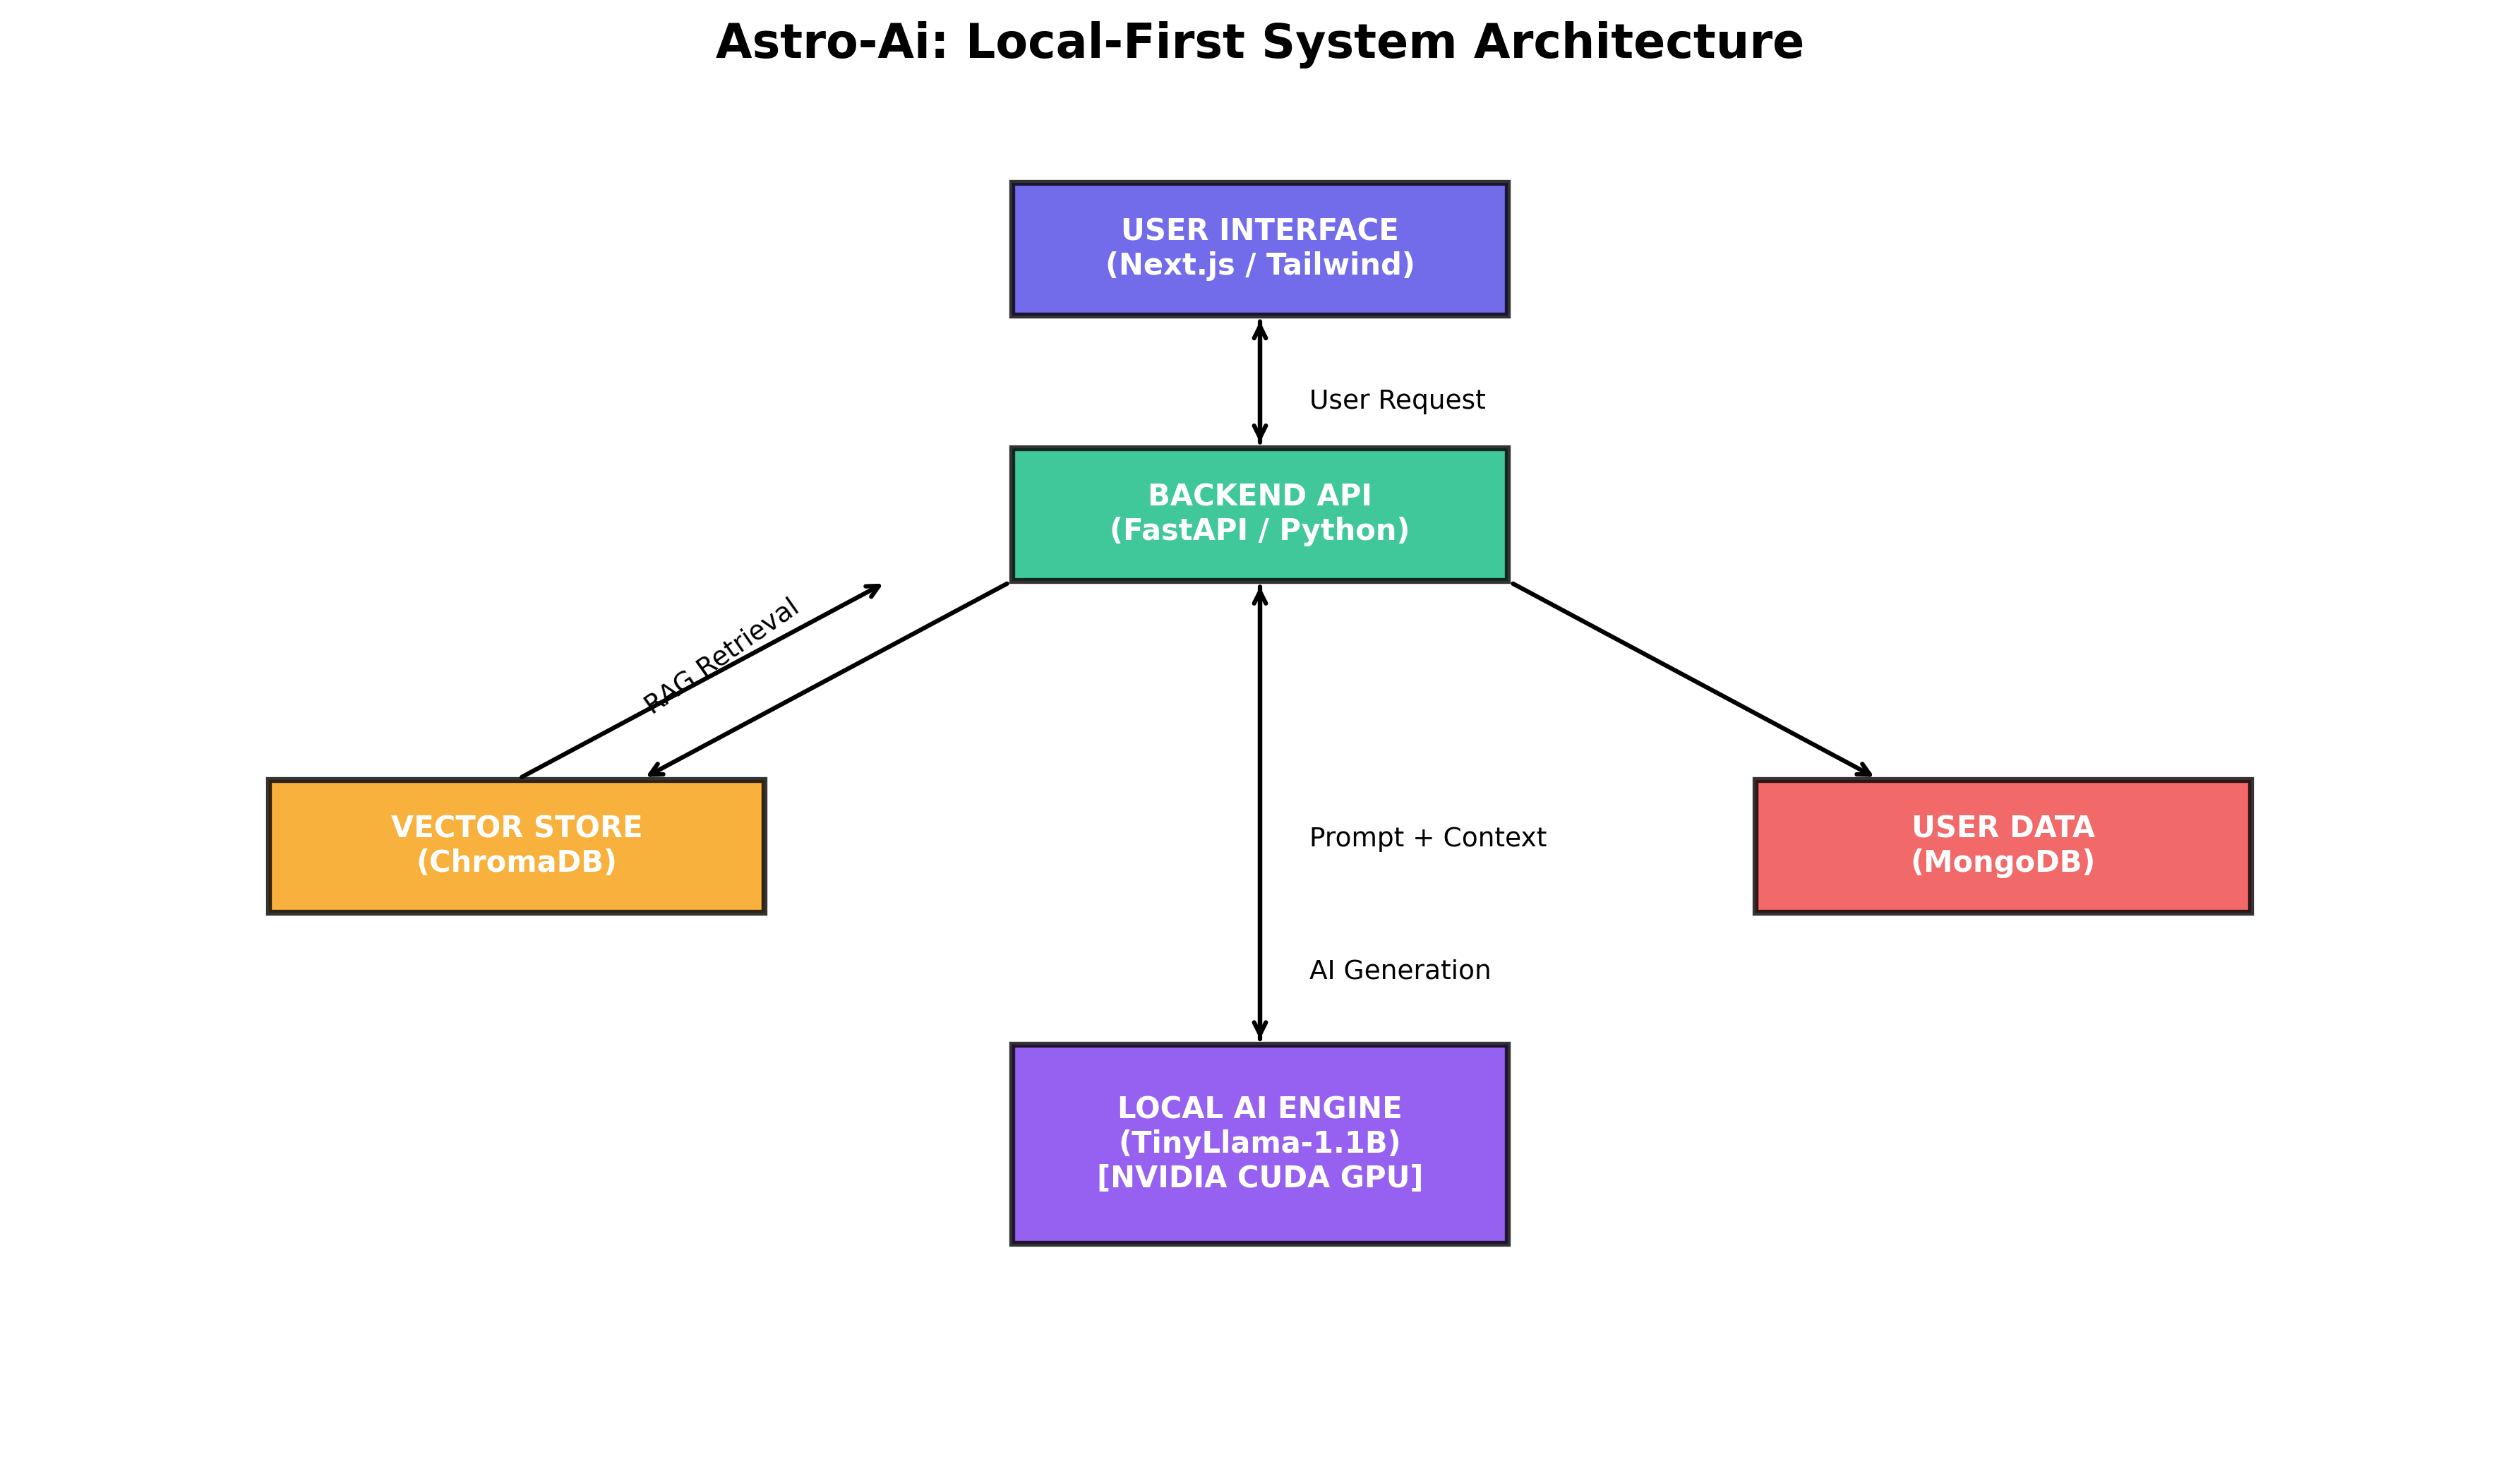 Astro-Ai: Local-First System Architecture
USER INTERFACE
(Next.js / Tailwind)
User Request
BACKEND API
(FastAPI / Python)
RAG Retrieval
VECTOR STORE
(ChromaDB)
Prompt + Context
USER DATA
(MongoDB)
AI Generation
LOCAL AI ENGINE
(TinyLlama-1.1B)
[NVIDIA CUDA GPU]